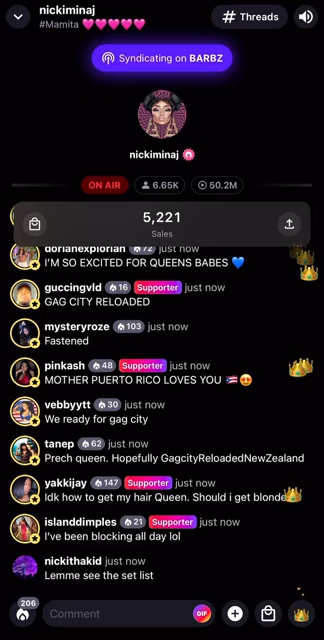 nickiminaj
#Mamita 💗💗💗💗💗
Threads
Syndicating on BARBZ
nickiminaj
ON AIR 6.65K 50.2M
5,221
Sales
dorianexplorian 72 just now
I'M SO EXCITED FOR QUEENS BABES 💙
guccingvld 16 Supporter just now
GAG CITY RELOADED
mysteryroze 103 just now
Fastened
pinkash 48 Supporter just now
MOTHER PUERTO RICO LOVES YOU 🇵🇷😍
vebbyytt 30 just now
We ready for gag city
tanep 62 just now
Prech queen. Hopefully GagcityReloadedNewZealand
yakkijay 147 Supporter just now
Idk how to get my hair Queen. Should i get blonde
islanddimples 21 Supporter just now
I've been blocking all day lol
nickithakid just now
Lemme see the set list
206
Comment GIF